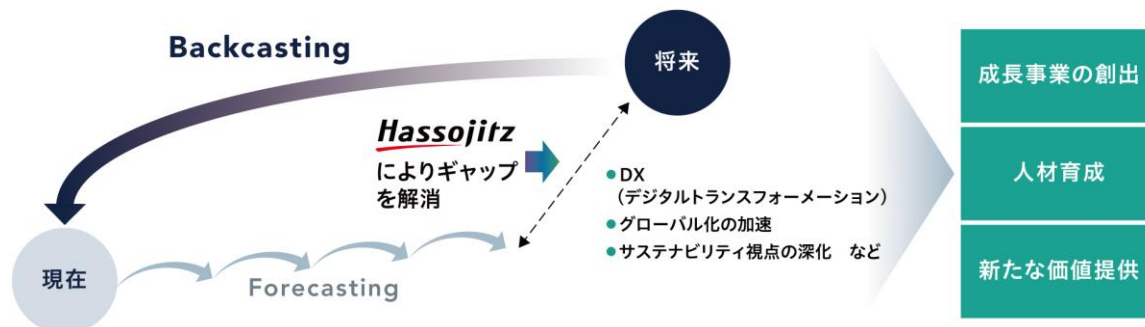 Backcasting
将来
Hassojitz
によりギャップ
を解消
現在
Forecasting
●DX
（デジタルトランスフォーメーション）
●グローバル化の加速
●サステナビリティ視点の深化　など
成長事業の創出
人材育成
新たな価値提供